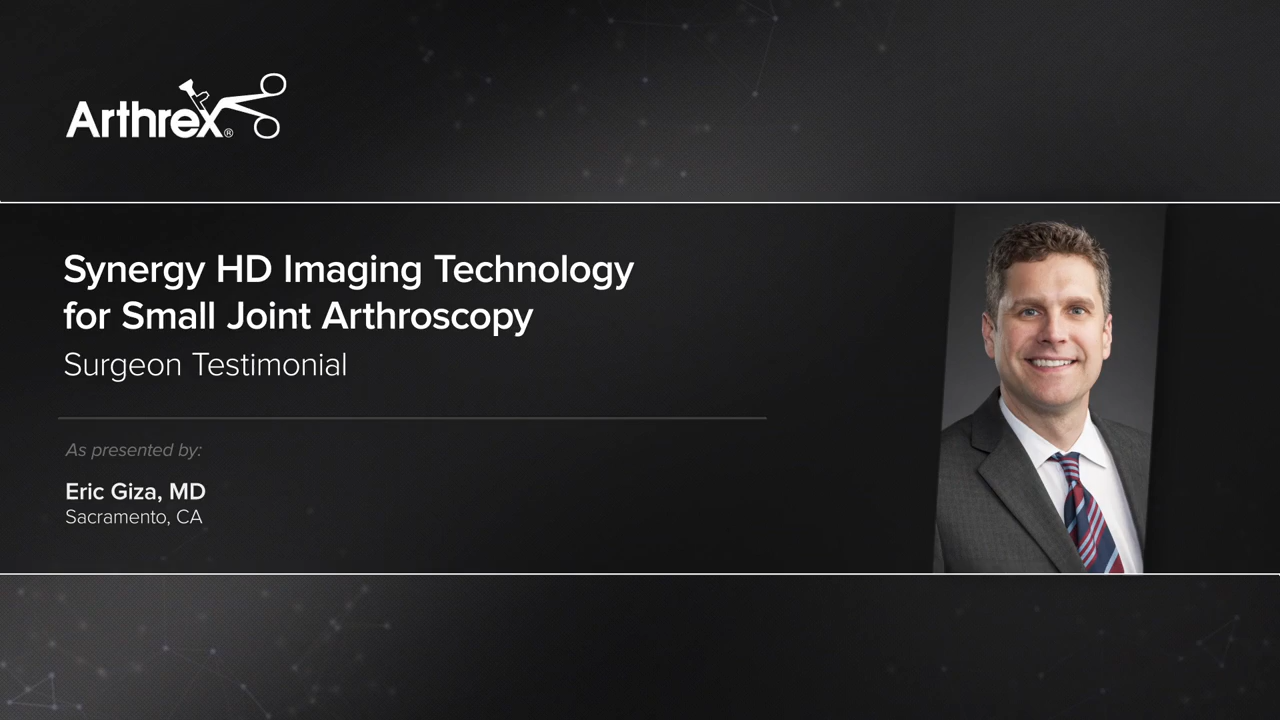 Arthrex®
Synergy HD Imaging Technology
for Small Joint Arthroscopy
Surgeon Testimonial
As presented by:
Eric Giza, MD
Sacramento, CA